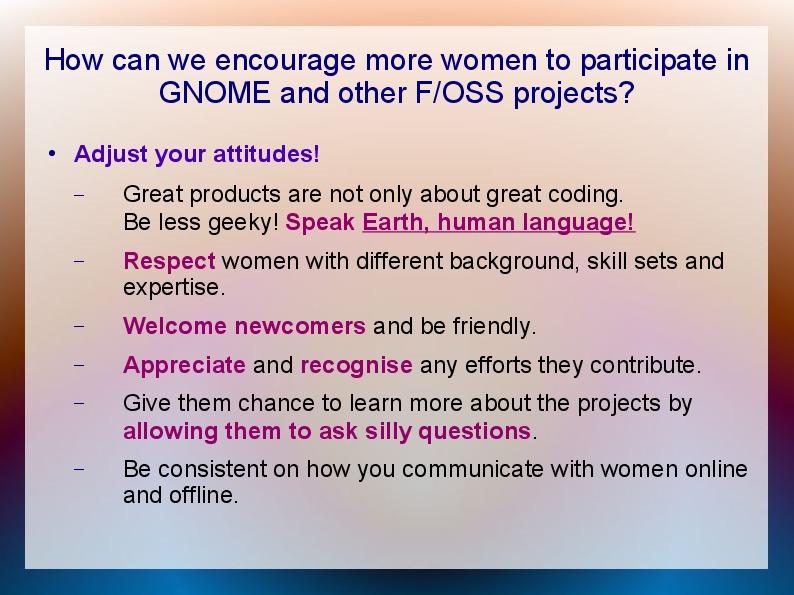 How can we encourage more women to participate in
GNOME and other F/OSS projects?
• Adjust your attitudes!
– Great products are not only about great coding.
Be less geeky! Speak Earth, human language!
– Respect women with different background, skill sets and
expertise.
– Welcome newcomers and be friendly.
– Appreciate and recognise any efforts they contribute.
– Give them chance to learn more about the projects by
allowing them to ask silly questions.
– Be consistent on how you communicate with women online
and offline.